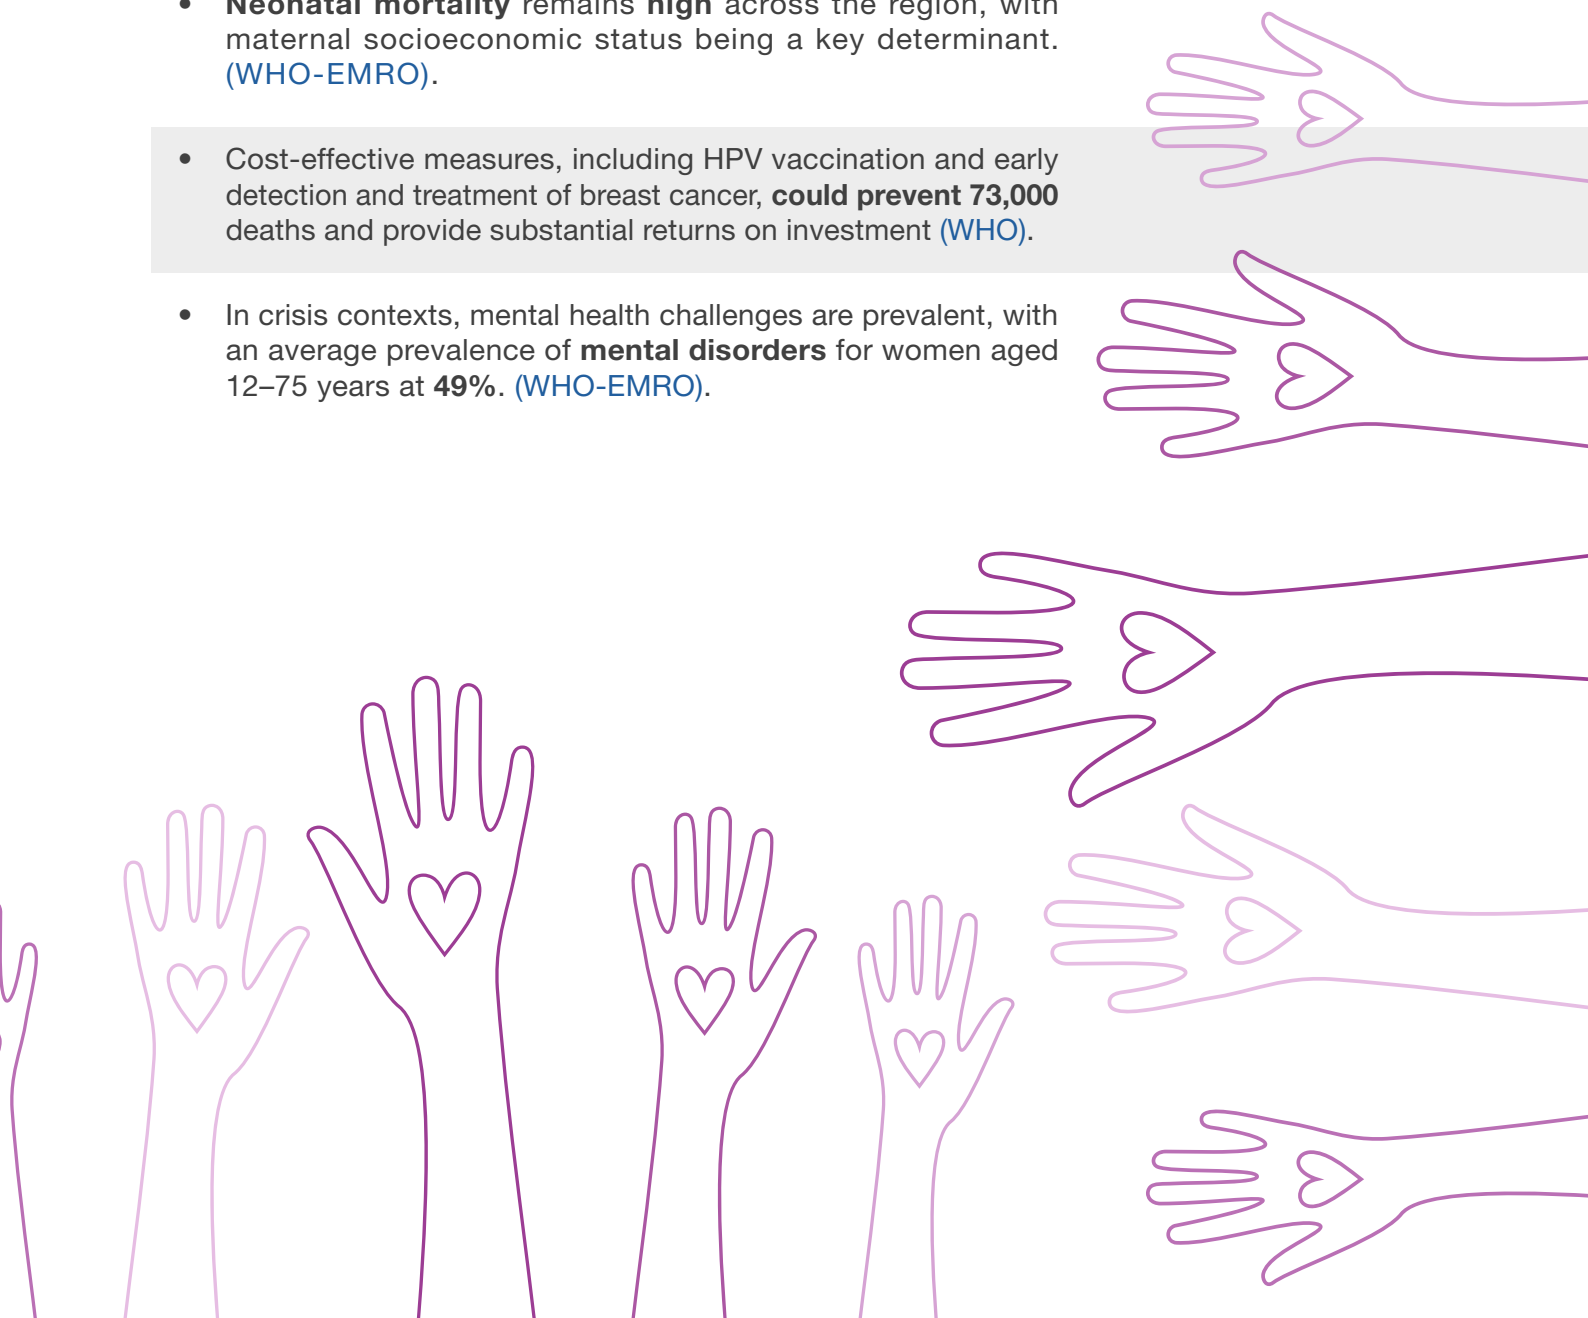 • Neonatal mortality remains high across the region, with
maternal socioeconomic status being a key determinant.
(WHO-EMRO).
• Cost-effective measures, including HPV vaccination and early
detection and treatment of breast cancer, could prevent 73,000
deaths and provide substantial returns on investment (WHO).
• In crisis contexts, mental health challenges are prevalent, with
an average prevalence of mental disorders for women aged
12–75 years at 49%. (WHO-EMRO).